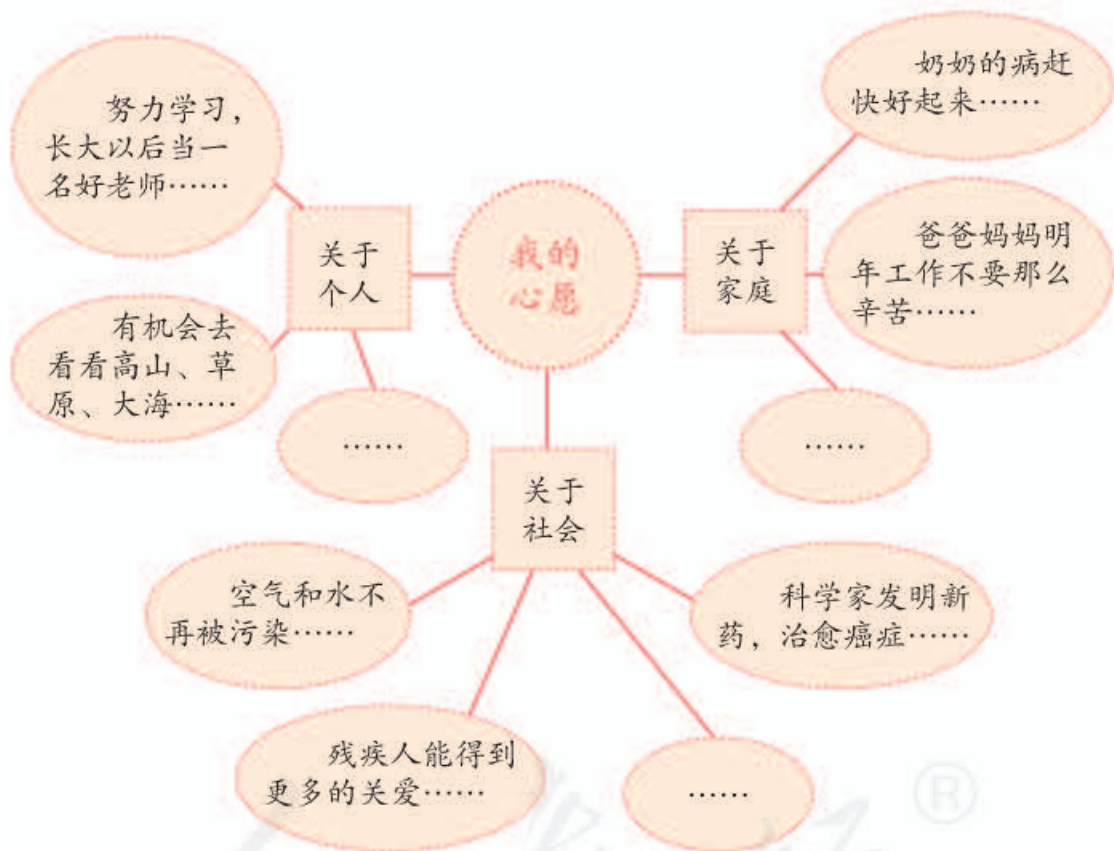 我的
心愿
关于
个人
努力学习，
长大以后当一
名好老师……
有机会去
看看高山、草
原、大海……
……
关于
家庭
奶奶的病赶
快好起来……
爸爸妈妈明
年工作不要那么
辛苦……
……
关于
社会
空气和水不
再被污染……
残疾人能得到
更多的关爱……
……
科学家发明新
药，治愈癌症……
®